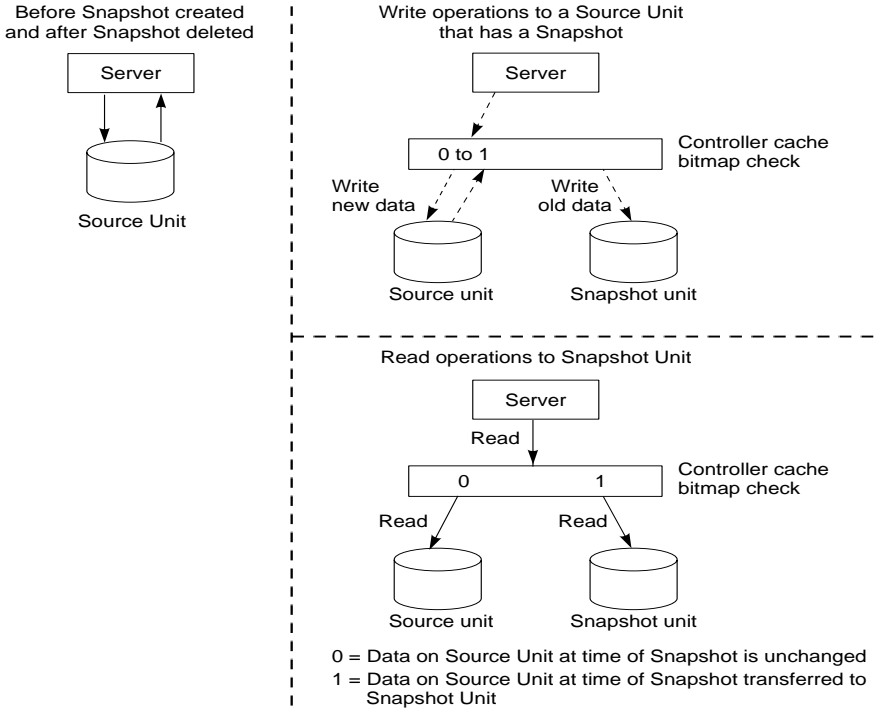 Before Snapshot created
and after Snapshot deleted
Server
Source Unit
Write operations to a Source Unit
that has a Snapshot
Server
0 to 1
Controller cache
bitmap check
Write
new data
Write
old data
Source unit
Snapshot unit
Read operations to Snapshot Unit
Server
Read
0
1
Controller cache
bitmap check
Read
Read
Source unit
Snapshot unit
0 = Data on Source Unit at time of Snapshot is unchanged
1 = Data on Source Unit at time of Snapshot transferred to
Snapshot Unit